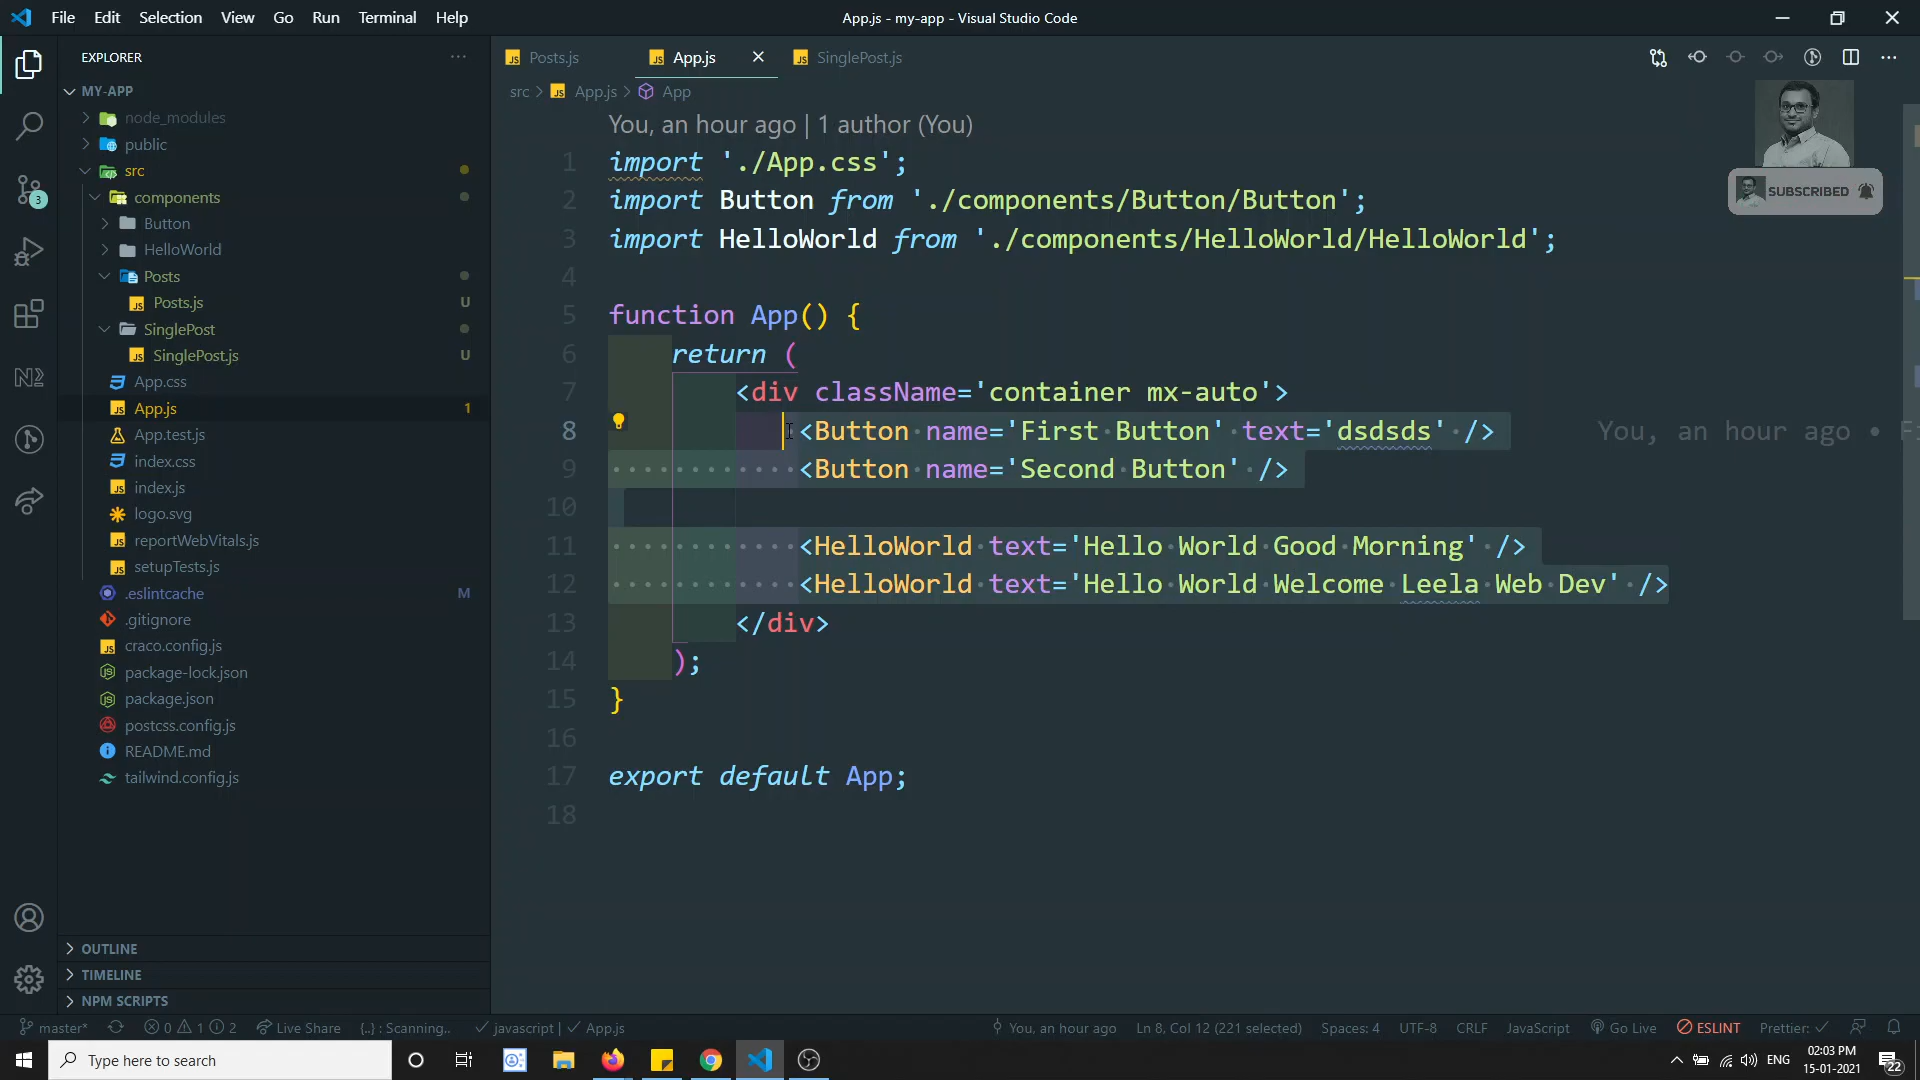 File Edit Selection View Go Run Terminal Help
App.js - my-app - Visual Studio Code
EXPLORER
MY-APP
node_modules
public
src
components
Button
HelloWorld
Posts
Posts.js U
SinglePost
SinglePost.js U
App.css
App.js 1
App.test.js
index.css
index.js
logo.svg
reportWebVitals.js
setupTests.js
.eslintcache M
.gitignore
craco.config.js
package-lock.json
package.json
postcss.config.js
README.md
tailwind.config.js
OUTLINE
TIMELINE
NPM SCRIPTS
3
Posts.js App.js SinglePost.js
src > App.js > App
SUBSCRIBED
You, an hour ago | 1 author (You)
1 import './App.css';
2 import Button from './components/Button/Button';
3 import HelloWorld from './components/HelloWorld/HelloWorld';
4
5 function App() {
6 return (
7 <div className='container mx-auto'>
8 <Button name='First Button' text='dsdsds' /> You, an hour ago •
9 <Button name='Second Button' />
10
11 <HelloWorld text='Hello World Good Morning' />
12 <HelloWorld text='Hello World Welcome Leela Web Dev' />
13 </div>
14 );
15 }
16
17 export default App;
18
master* 0 1 2 Live Share {..} : Scanning.. javascript | App.js You, an hour ago Ln 8, Col 12 (221 selected) Spaces: 4 UTF-8 CRLF JavaScript Go Live ESLINT Prettier:
Type here to search
ENG
02:03 PM
15-01-2021
22